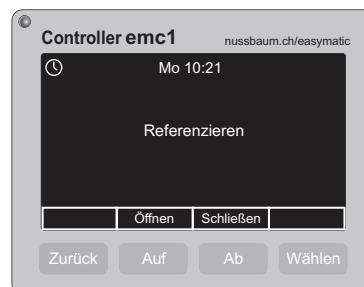 Controller emc1 nussbaum.ch/easymatic
Mo 10:21
Referenzieren
Öffnen Schließen
Zurück Auf Ab Wählen